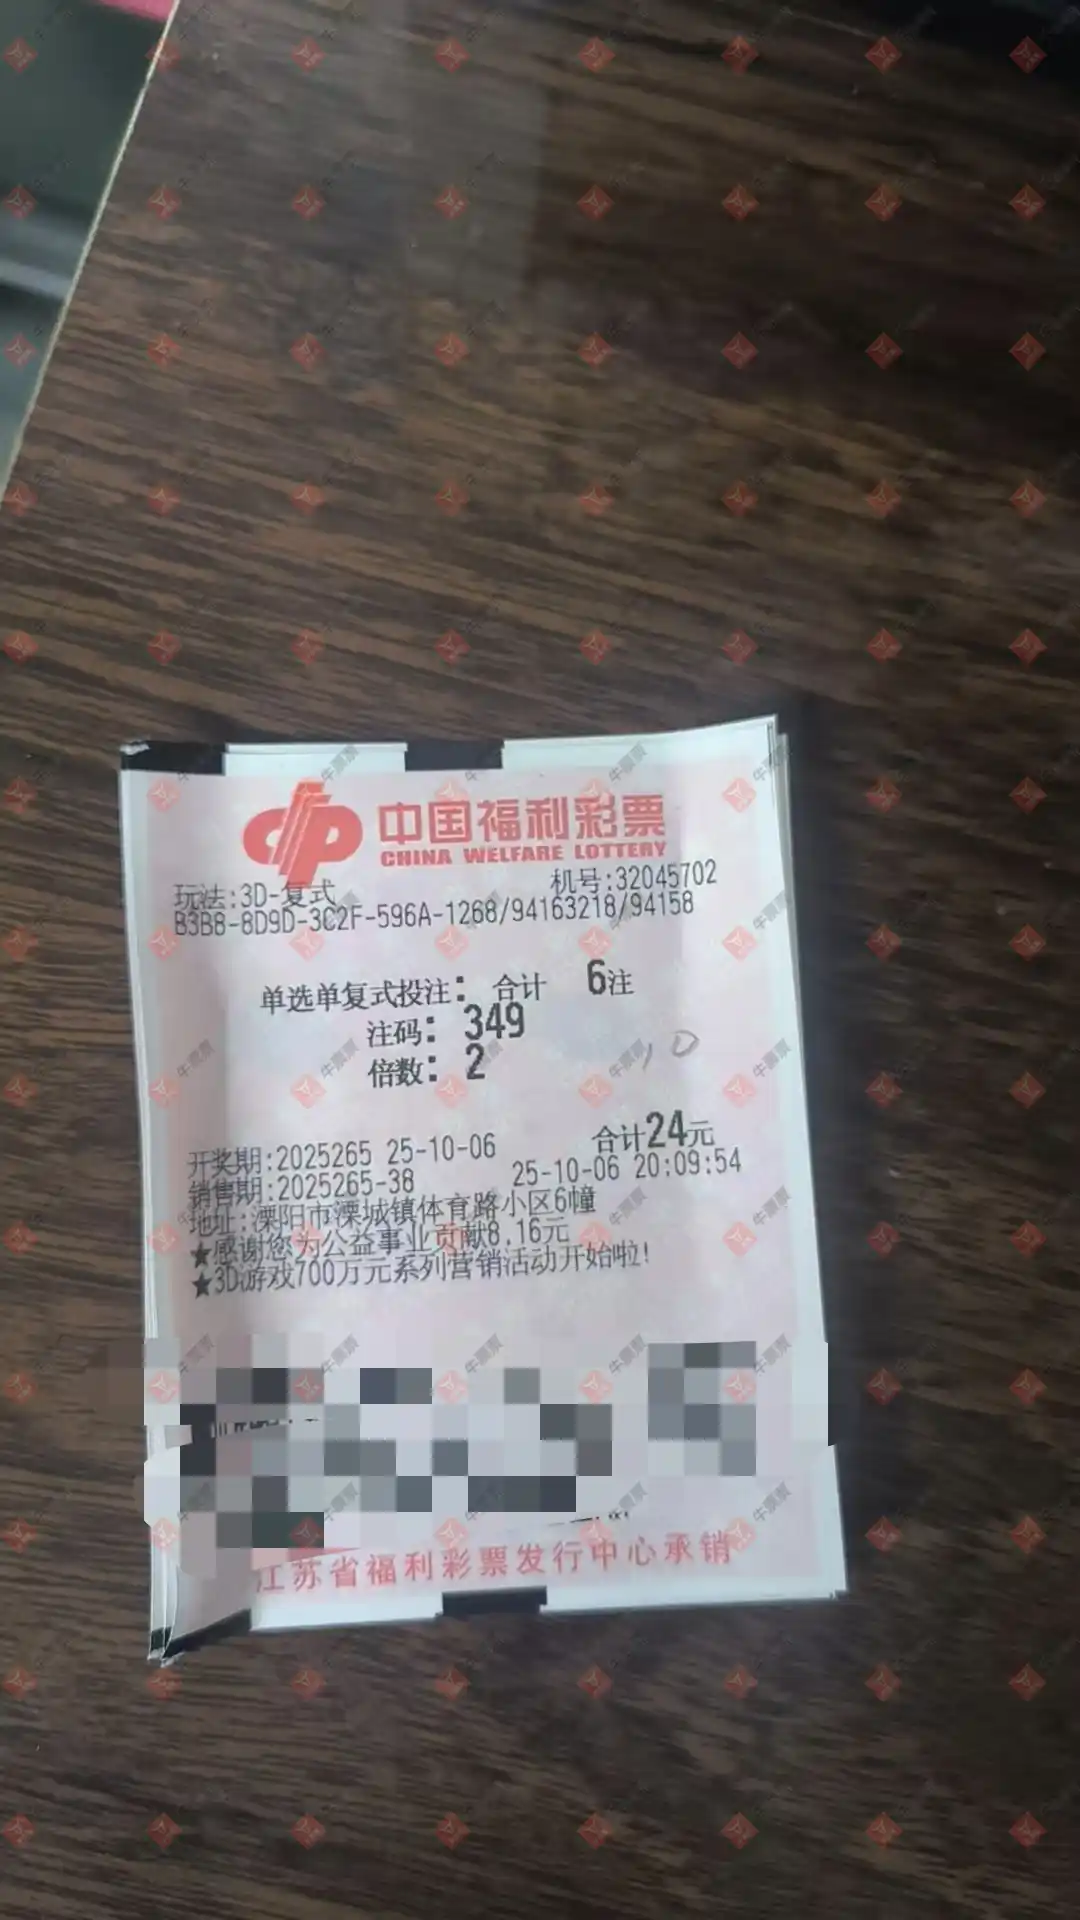 中国福利彩票
CHINA WELFARE LOTTERY
玩法:3D-复式 机号:32045702
B3B8-8D9D-3C2F-596A-1268/94163218/94158
单选单复式投注: 合计 6注
注码: 349
倍数: 2
合计24元
开奖期:2025265 25-10-06
销售期:2025265-38 25-10-06 20:09:54
地址:溧阳市溧城镇体育路小区6幢
★感谢您为公益事业贡献8.16元
★3D游戏700万元系列营销活动开始啦!
江苏省福利彩票发行中心承销
牛票票